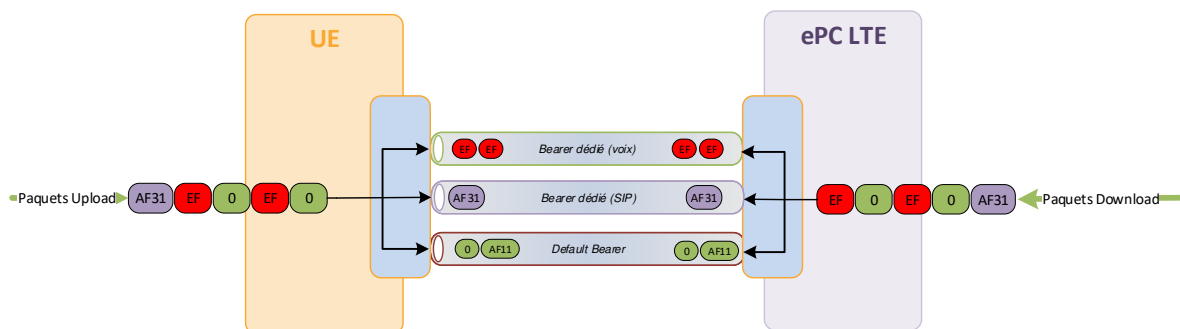 UE
ePC LTE
EF EF Bearer dédié (voix) EF EF
Paquets Upload AF31 EF 0 EF 0
AF31 Bearer dédié (SIP) AF31
EF 0 EF 0 AF31 Paquets Download
0 AF11 Default Bearer 0 AF11